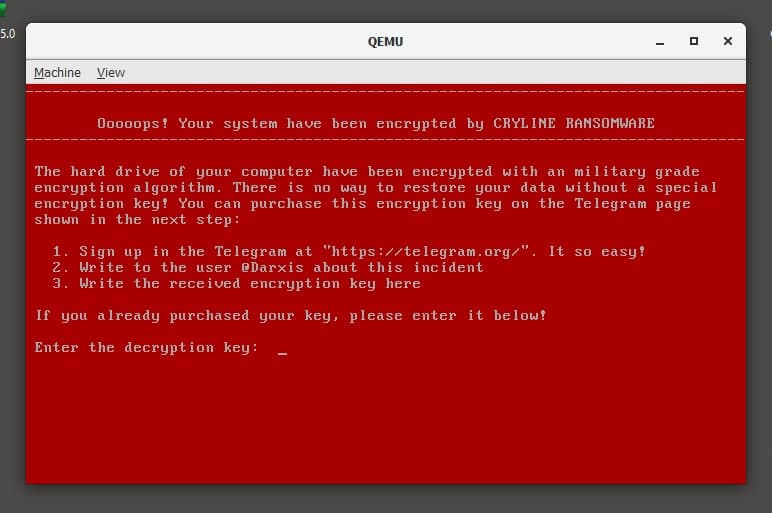 5.0
QEMU
Machine View
Ooooops! Your system have been encrypted by CRYLINE RANSOMWARE
The hard drive of your computer have been encrypted with an military grade
encryption algorithm. There is no way to restore your data without a special
encryption key! You can purchase this encryption key on the Telegram page
shown in the next step:
1. Sign up in the Telegram at "https://telegram.org/". It so easy!
2. Write to the user @Darxis about this incident
3. Write the received encryption key here
If you already purchased your key, please enter it below!
Enter the decryption key: _